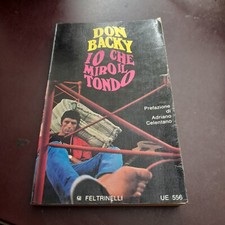 DON
BACKY
IO CHE
MIRO IL
TONDO
Prefazione
di
Adriano
Celentano
FELTRINELLI
UE 556